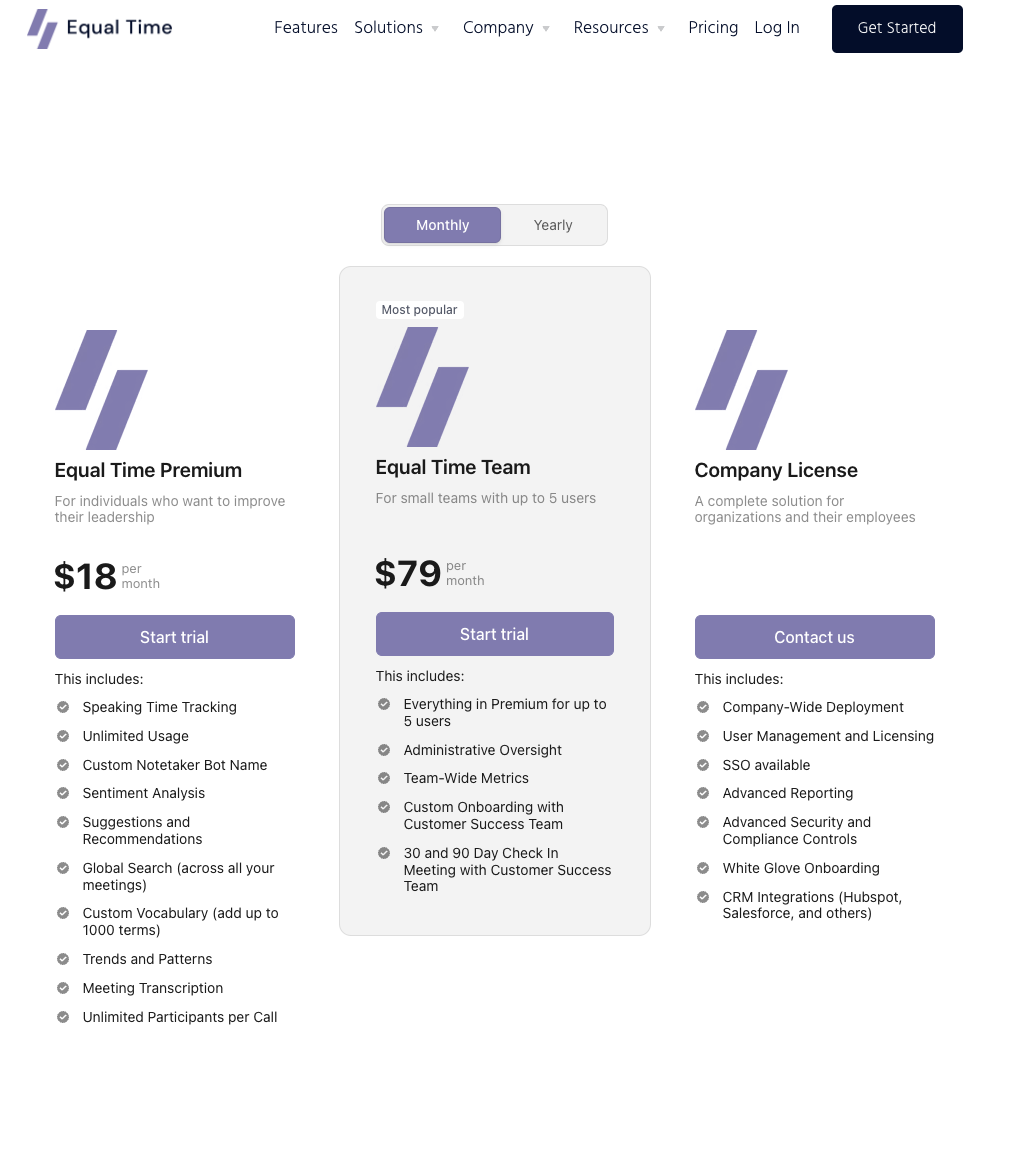 Equal Time
Features Solutions Company Resources Pricing Log In Get Started
Monthly Yearly
Equal Time Premium
For individuals who want to improve
their leadership
$18 per
month
Start trial
This includes:
Speaking Time Tracking
Unlimited Usage
Custom Notetaker Bot Name
Sentiment Analysis
Suggestions and
Recommendations
Global Search (across all your
meetings)
Custom Vocabulary (add up to
1000 terms)
Trends and Patterns
Meeting Transcription
Unlimited Participants per Call
Most popular
Equal Time Team
For small teams with up to 5 users
$79 per
month
Start trial
This includes:
Everything in Premium for up to
5 users
Administrative Oversight
Team-Wide Metrics
Custom Onboarding with
Customer Success Team
30 and 90 Day Check In
Meeting with Customer Success
Team
Company License
A complete solution for
organizations and their employees
Contact us
This includes:
Company-Wide Deployment
User Management and Licensing
SSO available
Advanced Reporting
Advanced Security and
Compliance Controls
White Glove Onboarding
CRM Integrations (Hubspot,
Salesforce, and others)